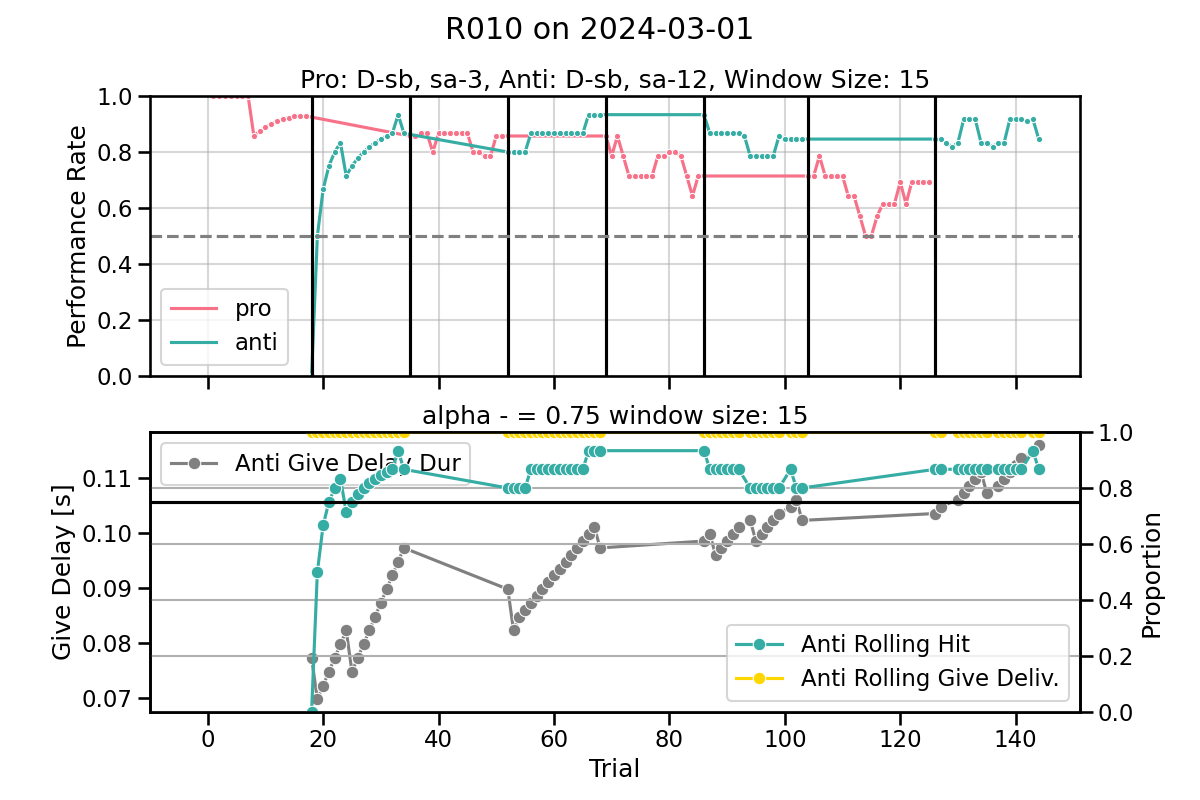 R010 on 2024-03-01
Pro: D-sb, sa-3, Anti: D-sb, sa-12, Window Size: 15
1.0
0.8
0.6
0.4
0.2
0.0
Performance Rate
pro
anti
alpha - = 0.75 window size: 15
Anti Give Delay Dur
0.11
0.10
0.09
0.08
0.07
Give Delay [s]
1.0
0.8
0.6
0.4
0.2
0.0
Proportion
Anti Rolling Hit
Anti Rolling Give Deliv.
0 20 40 60 80 100 120 140
Trial